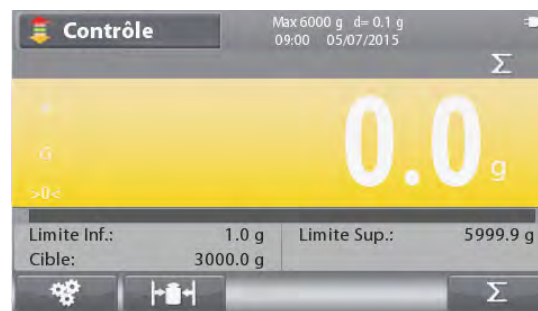 Contrôle
Max 6000 g d= 0.1 g
09:00 05/07/2015
Σ
G
>0<
0.0 g
Limite Inf.: 1.0 g Limite Sup.: 5999.9 g
Cible: 3000.0 g
Σ